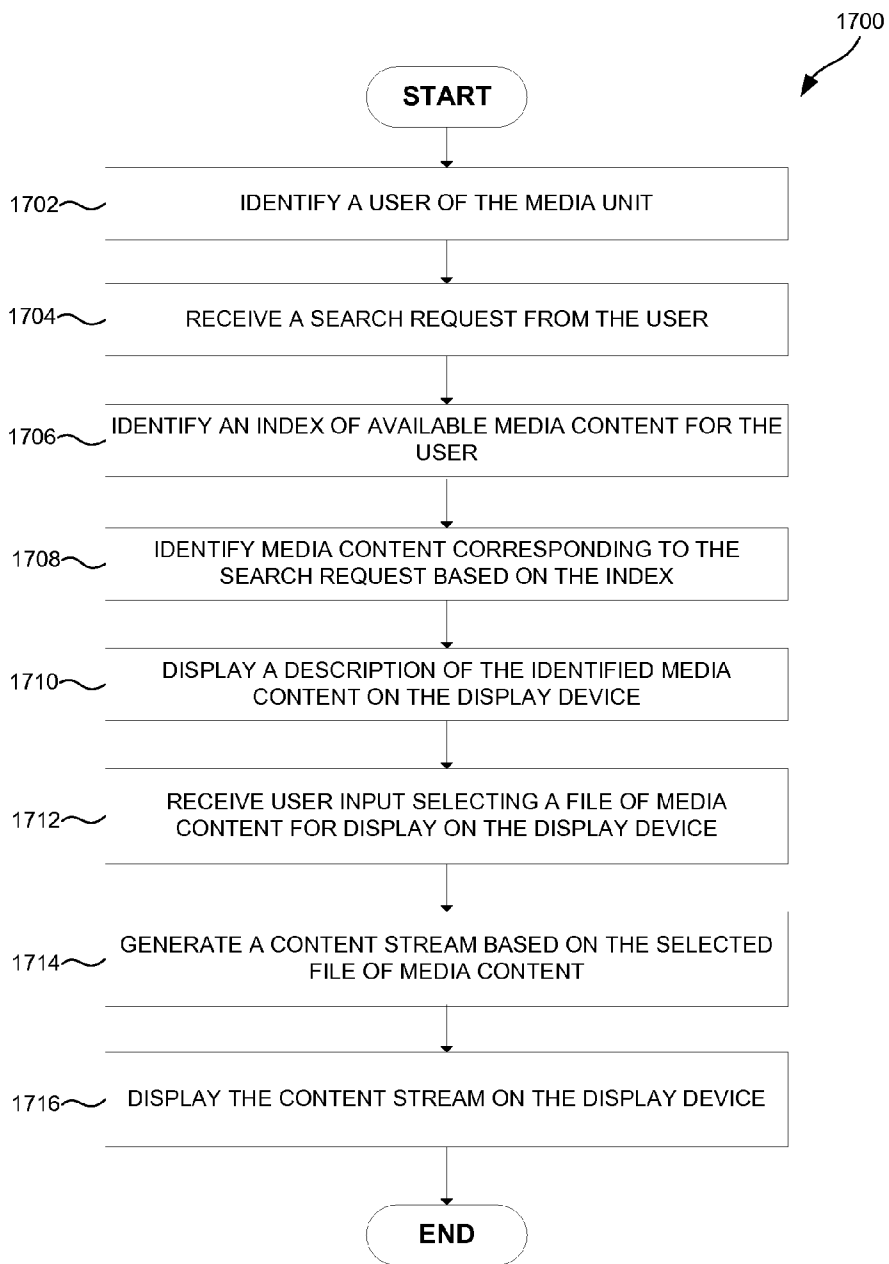 1700
START
1702
IDENTIFY A USER OF THE MEDIA UNIT
1704
RECEIVE A SEARCH REQUEST FROM THE USER
1706
IDENTIFY AN INDEX OF AVAILABLE MEDIA CONTENT FOR THE
USER
1708
IDENTIFY MEDIA CONTENT CORRESPONDING TO THE
SEARCH REQUEST BASED ON THE INDEX
1710
DISPLAY A DESCRIPTION OF THE IDENTIFIED MEDIA
CONTENT ON THE DISPLAY DEVICE
1712
RECEIVE USER INPUT SELECTING A FILE OF MEDIA
CONTENT FOR DISPLAY ON THE DISPLAY DEVICE
1714
GENERATE A CONTENT STREAM BASED ON THE SELECTED
FILE OF MEDIA CONTENT
1716
DISPLAY THE CONTENT STREAM ON THE DISPLAY DEVICE
END